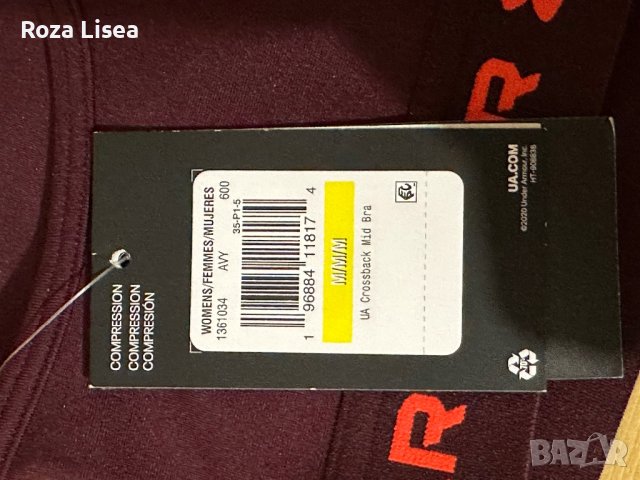 Roza Lisea
WOMENS/FEMMES/MUJERES
1361034 AVY 600
35-P1-5
1 96884 11817 4
M/M/M
UA Crossback Mid Bra
COMPRESSION
COMPRESSION
COMPRESIÓN
UA.COM
©2020 Under Armour, Inc.
R
R
BAZAR